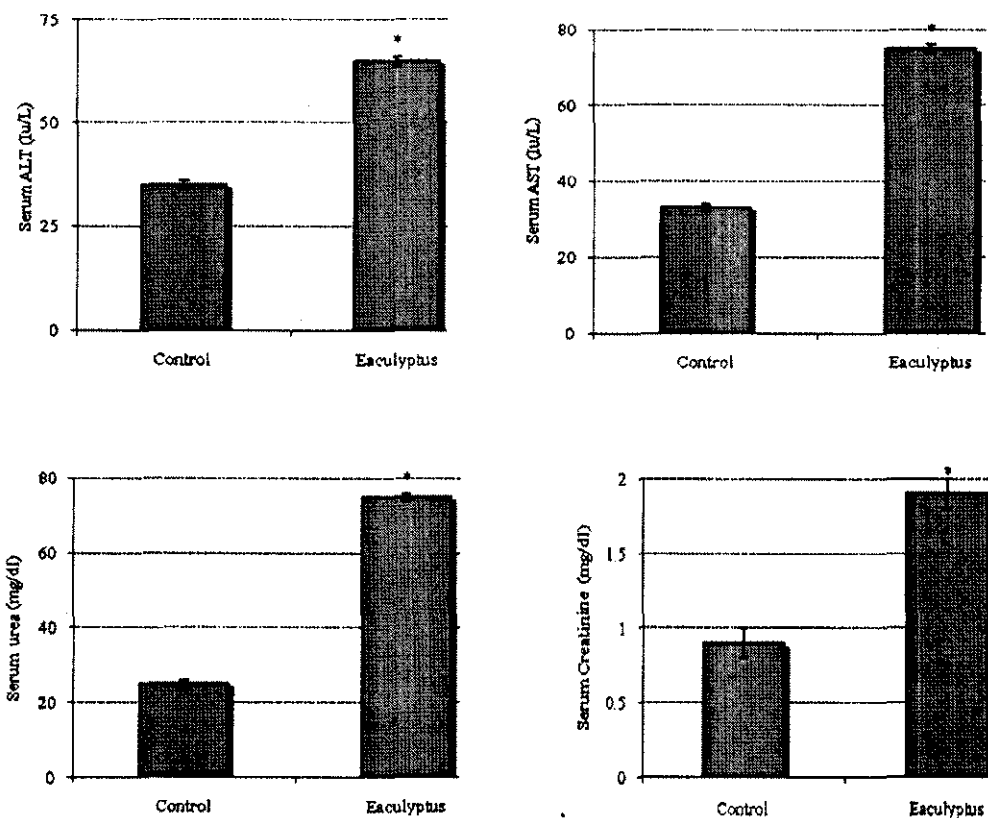 Serum ALT (Iu/L)
75
50
25
0
*
Control
Eaculyptus
Serum AST (Iu/L)
80
60
40
20
0
*
Control
Eaculyptus
Serum urea (mg/dl)
80
60
40
20
0
*
Control
Eaculyptus
Serum Creatinine (mg/dl)
2
1.5
1
0.5
0
*
Control
Eaculyptus